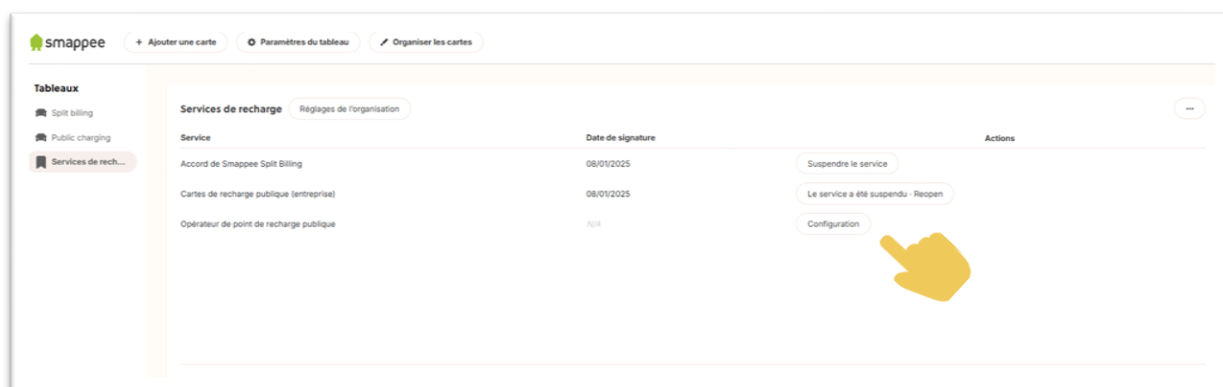 smappee + Ajouter une carte Paramètres du tableau Organiser les cartes
Tableaux
Split billing
Public charging
Services de rech...
Services de recharge Réglages de l'organisation ...
Service Date de signature Actions
Accord de Smappee Split Billing 08/01/2025 Suspendre le service
Cartes de recharge publique (entreprise) 08/01/2025 Le service a été suspendu - Reopen
Opérateur de point de recharge publique N/A Configuration